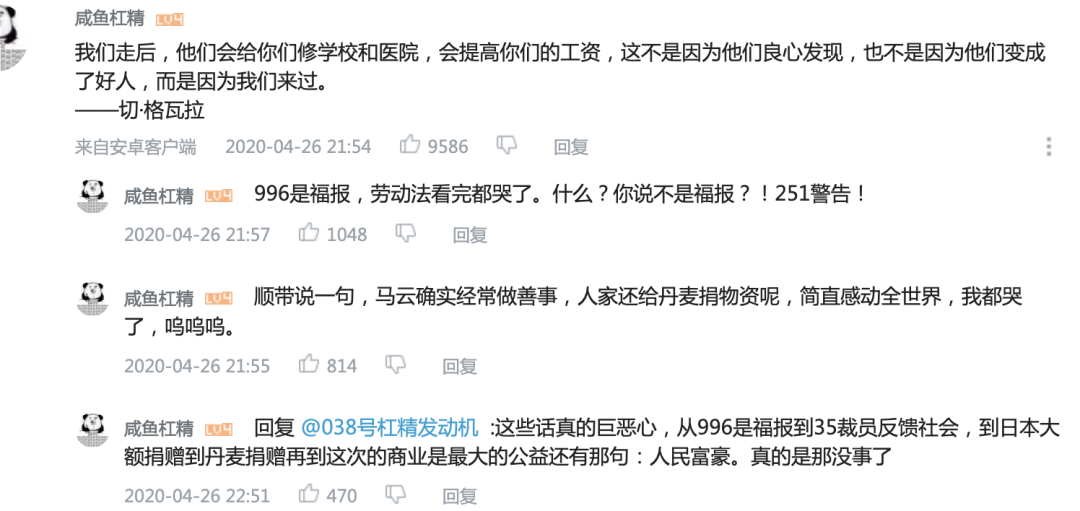 咸鱼杠精 LV4
我们走后，他们会给你们修学校和医院，会提高你们的工资，这不是因为他们良心发现，也不是因为他们变成
了好人，而是因为我们来过。
——切·格瓦拉
来自安卓客户端 2020-04-26 21:54 9586 回复
咸鱼杠精 LV4 996是福报，劳动法看完都哭了。什么？你说不是福报？！251警告！
2020-04-26 21:57 1048 回复
咸鱼杠精 LV4 顺带说一句，马云确实经常做善事，人家还给丹麦捐物资呢，简直感动全世界，我都哭
了，呜呜呜。
2020-04-26 21:55 814 回复
咸鱼杠精 LV4 回复 @038号杠精发动机 :这些话真的巨恶心，从996是福报到35裁员反馈社会，到日本大
额捐赠到丹麦捐赠再到这次的商业是最大的公益还有那句：人民富豪。真的是那没事了
2020-04-26 22:51 470 回复